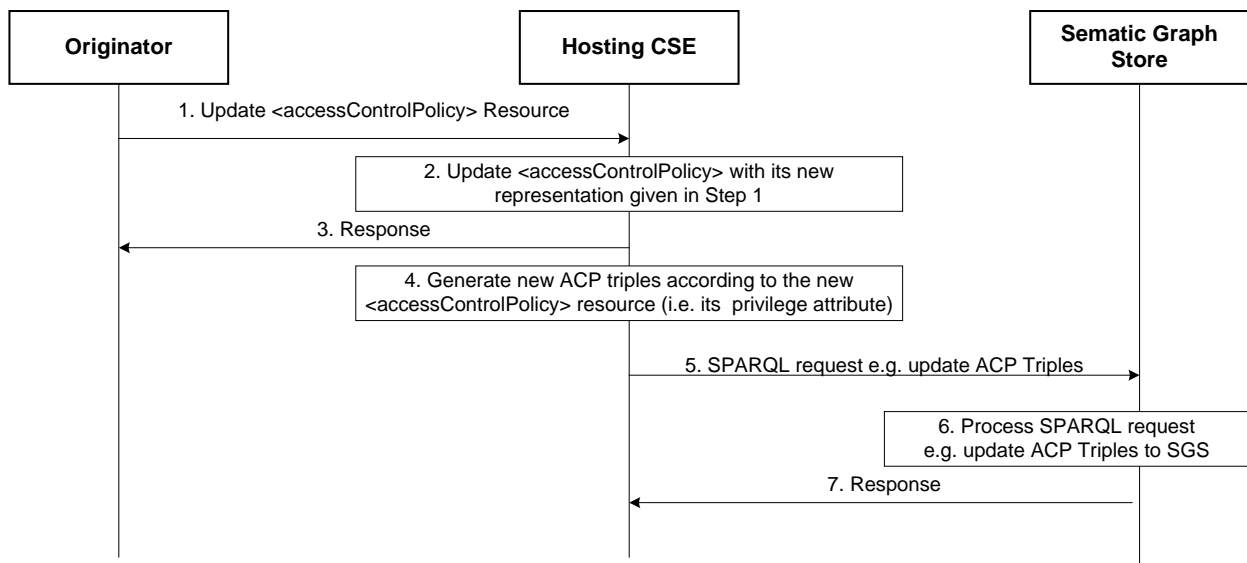 Originator
Hosting CSE
Sematic Graph
Store
1. Update <accessControlPolicy> Resource
2. Update <accessControlPolicy> with its new
representation given in Step 1
3. Response
4. Generate new ACP triples according to the new
<accessControlPolicy> resource (i.e. its privilege attribute)
5. SPARQL request e.g. update ACP Triples
6. Process SPARQL request
e.g. update ACP Triples to SGS
7. Response